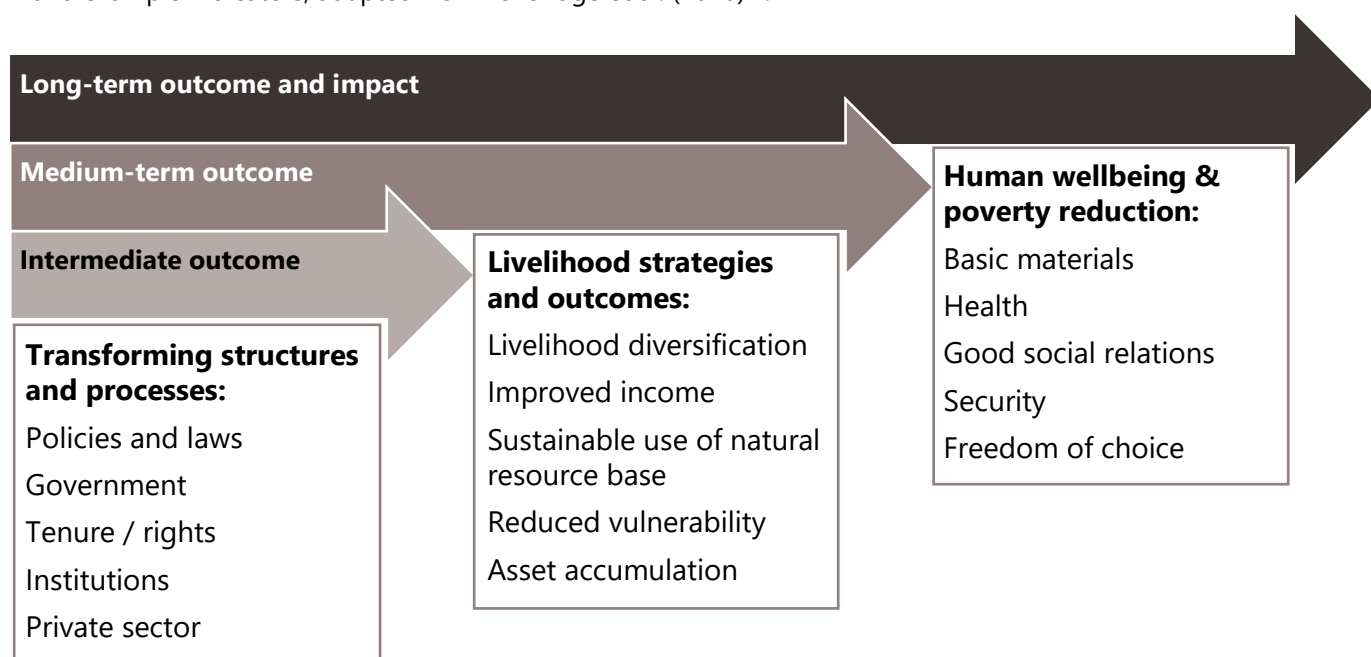 Long-term outcome and impact
Medium-term outcome
Intermediate outcome
Transforming structures
and processes:
Policies and laws
Government
Tenure / rights
Institutions
Private sector
Livelihood strategies
and outcomes:
Livelihood diversification
Improved income
Sustainable use of natural
resource base
Reduced vulnerability
Asset accumulation
Human wellbeing &
poverty reduction:
Basic materials
Health
Good social relations
Security
Freedom of choice